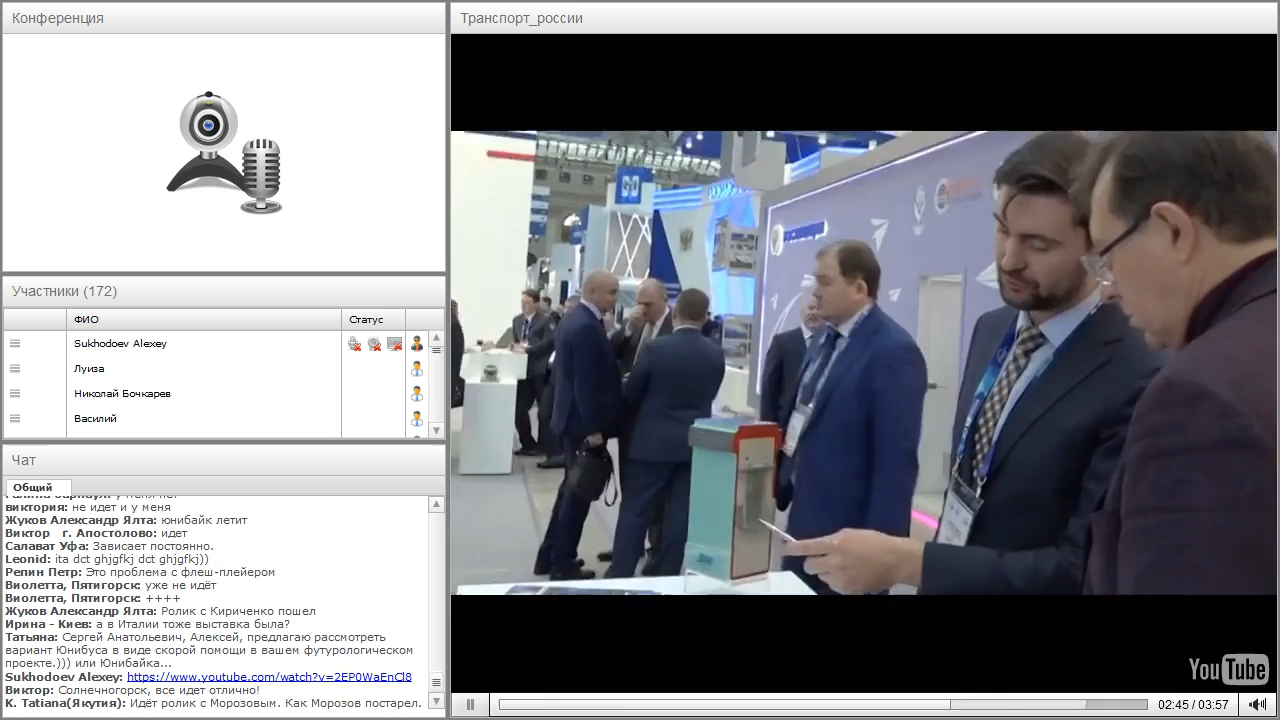 Конференция
Транспорт_россии
Участники (172)
ФИО Статус
Sukhodoev Alexey
Луиза
Николай Бочкарев
Василий
Чат
Общий
виктория: не идет и у меня
Жуков Александр Ялта: юнибайк летит
Виктор г. Апостолово: идет
Салават Уфа: Зависает постоянно.
Leonid: ita dct ghjgfkj dct ghjgfkj))
Репин Петр: Это проблема с флеш-плейером
Виолетта, Пятигорск: уже не идёт
Виолетта, Пятигорск: ++++
Жуков Александр Ялта: Ролик с Кириченко пошел
Ирина - Киев: а в Италии тоже выставка была?
Татьяна: Сергей Анатольевич, Алексей, предлагаю рассмотреть
вариант Юнибуса в виде скорой помощи в вашем футурологическом
проекте.))) или Юнибайка...
Sukhodoev Alexey: https://www.youtube.com/watch?v=2EP0WaEnCl8
Виктор: Солнечногорск, всё идет отлично!
K. Tatiana(Якутия): Идёт ролик с Морозовым. Как Морозов постарел.
YouTube
02:45 / 03:57